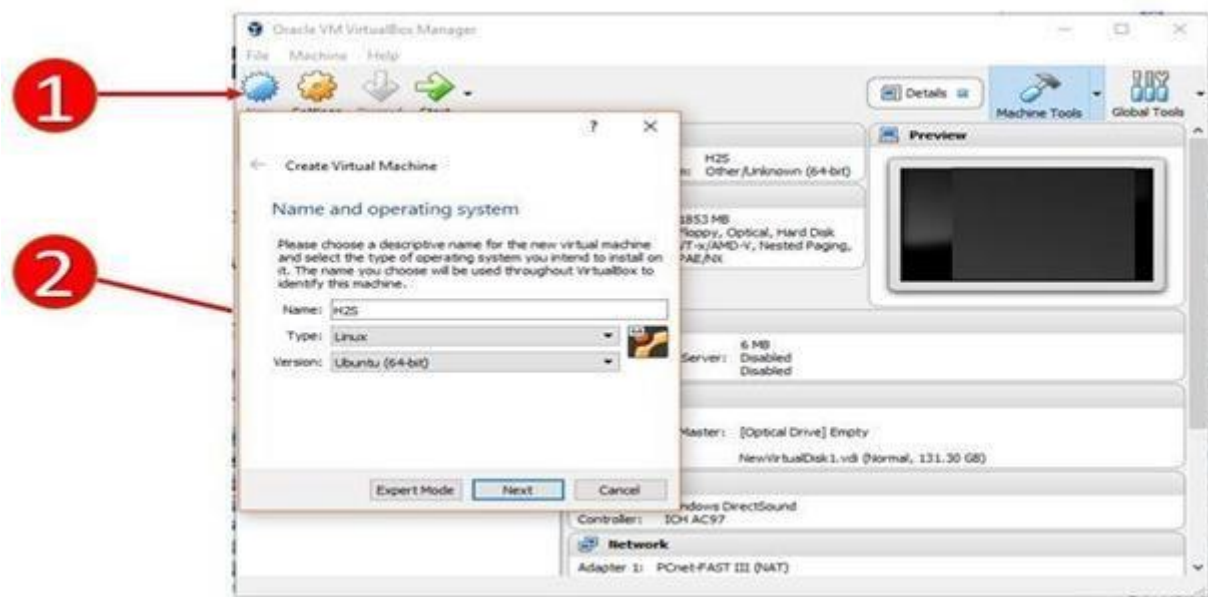 1
2
Oracle VM VirtualBox Manager
File Machine Help
Details
Machine Tools
Global Tools
? ×
Create Virtual Machine
Name and operating system
Please choose a descriptive name for the new virtual machine
and select the type of operating system you intend to install on
it. The name you choose will be used throughout VirtualBox to
identify this machine.
Name: H2S
Type: Linux
Version: Ubuntu (64-bit)
Expert Mode Next Cancel
Preview
H2S
Other/Unknown (64-bit)
1853 MB
Floppy, Optical, Hard Disk
VT-x/AMD-V, Nested Paging,
PAE/NX
6 MB
Server: Disabled
Disabled
Master: [Optical Drive] Empty
NewVirtualDisk1.vdi (Normal, 131.30 GB)
Windows DirectSound
Controller: ICH AC97
Network
Adapter 1: PCnet-FAST III (NAT)